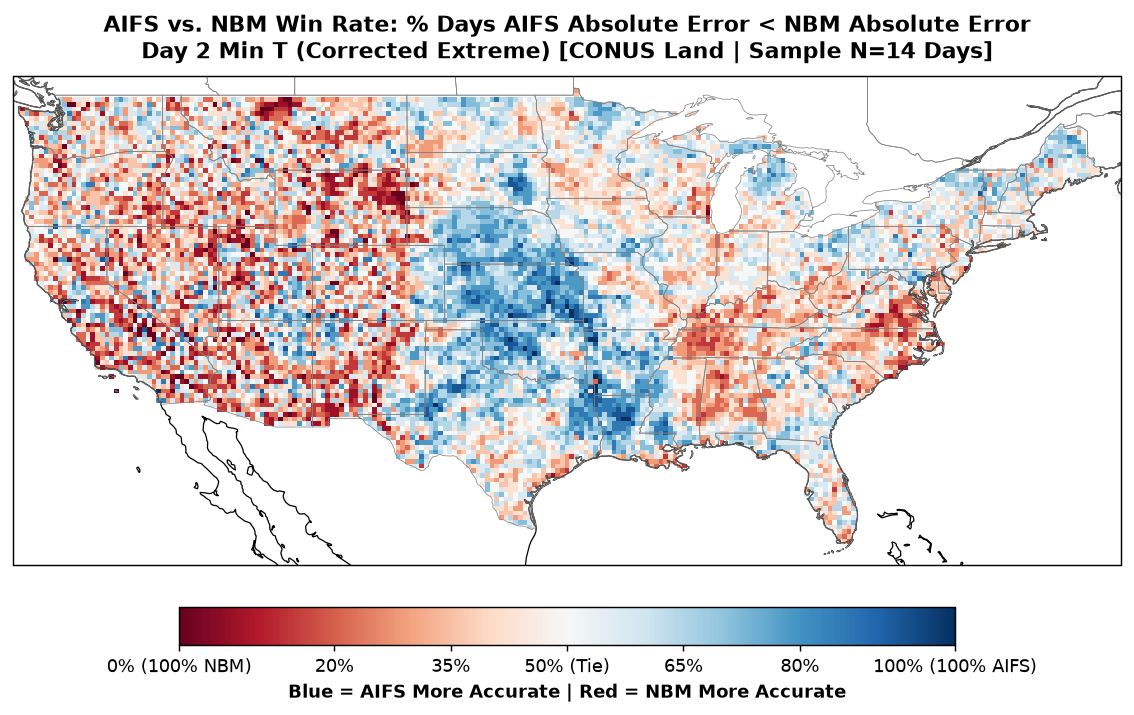 AIFS vs. NBM Win Rate: % Days AIFS Absolute Error < NBM Absolute Error
Day 2 Min T (Corrected Extreme) [CONUS Land | Sample N=14 Days]
0% (100% NBM) 20% 35% 50% (Tie) 65% 80% 100% (100% AIFS)
Blue = AIFS More Accurate | Red = NBM More Accurate